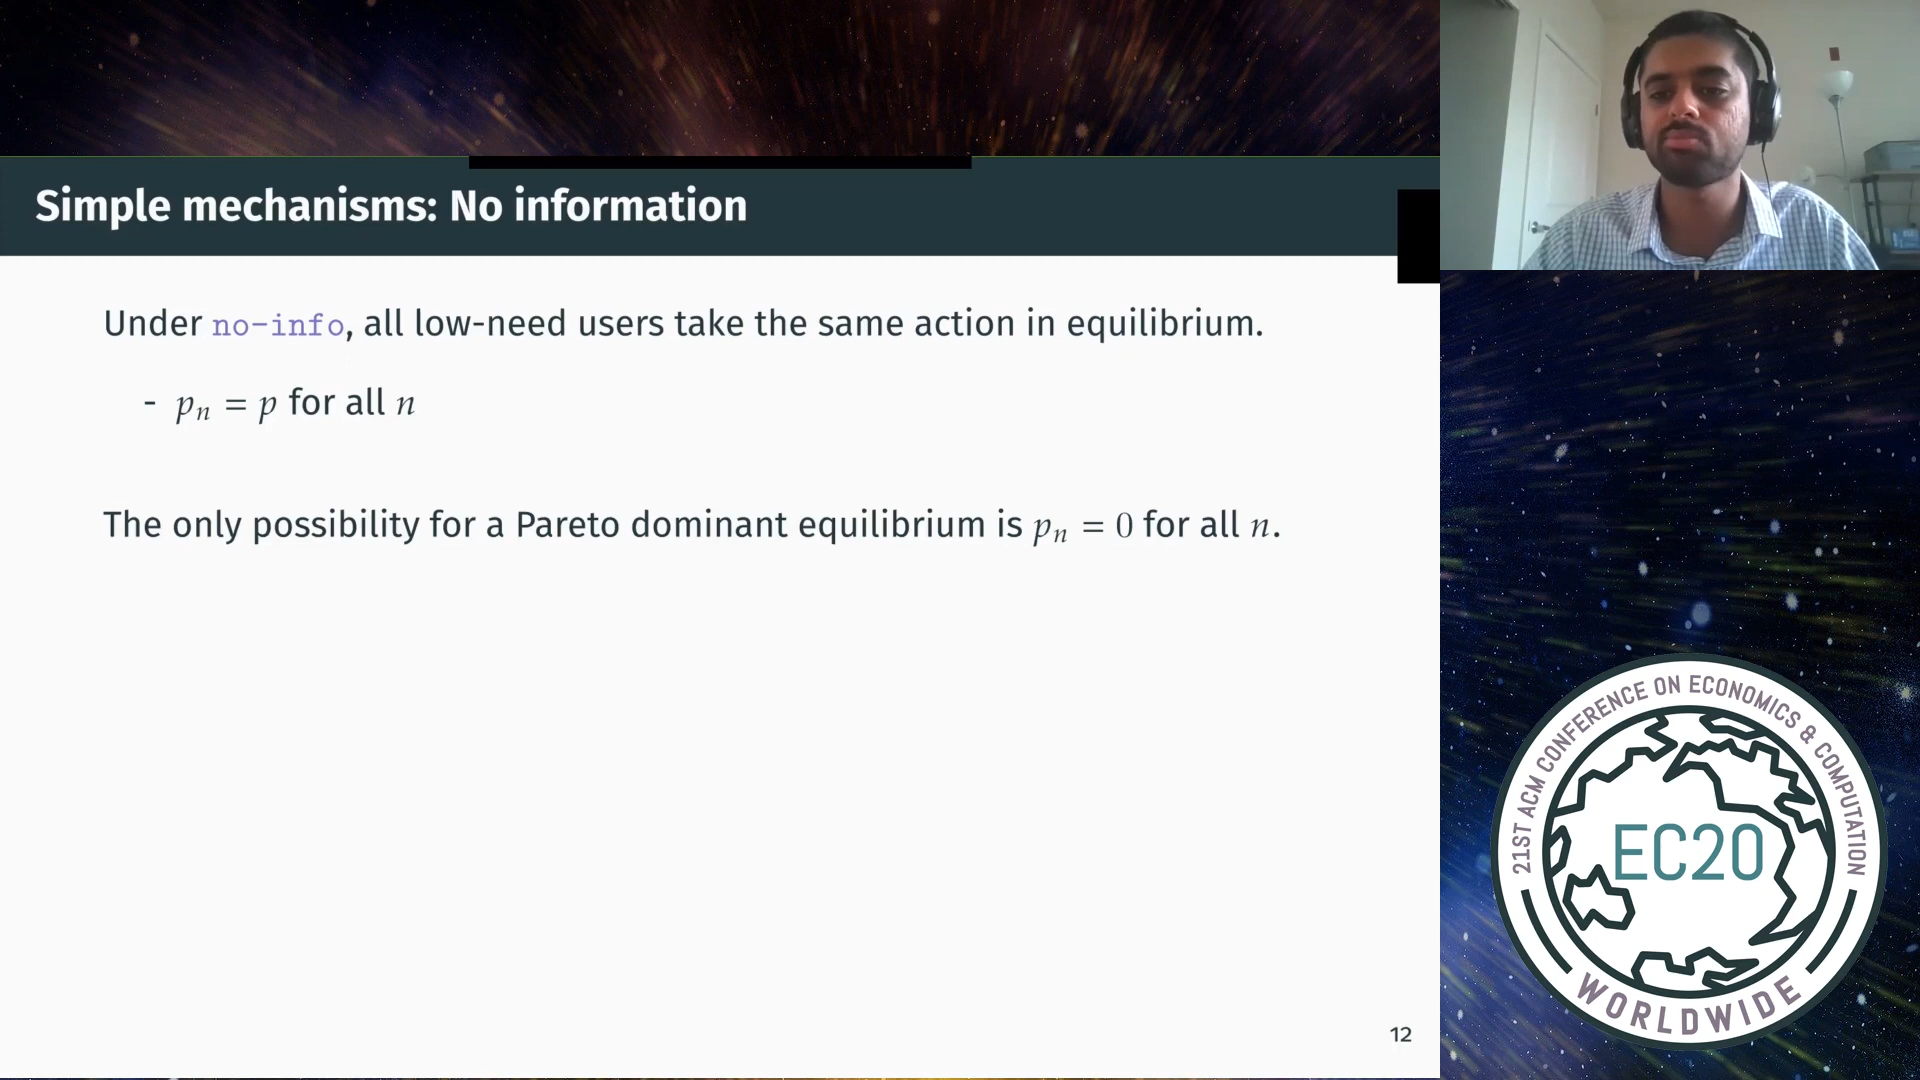 Simple mechanisms: No information
Under no-info, all low-need users take the same action in equilibrium.
- pₙ = p for all n
The only possibility for a Pareto dominant equilibrium is pₙ = 0 for all n.
12
21ST ACM CONFERENCE ON ECONOMICS & COMPUTATION
EC20
WORLDWIDE